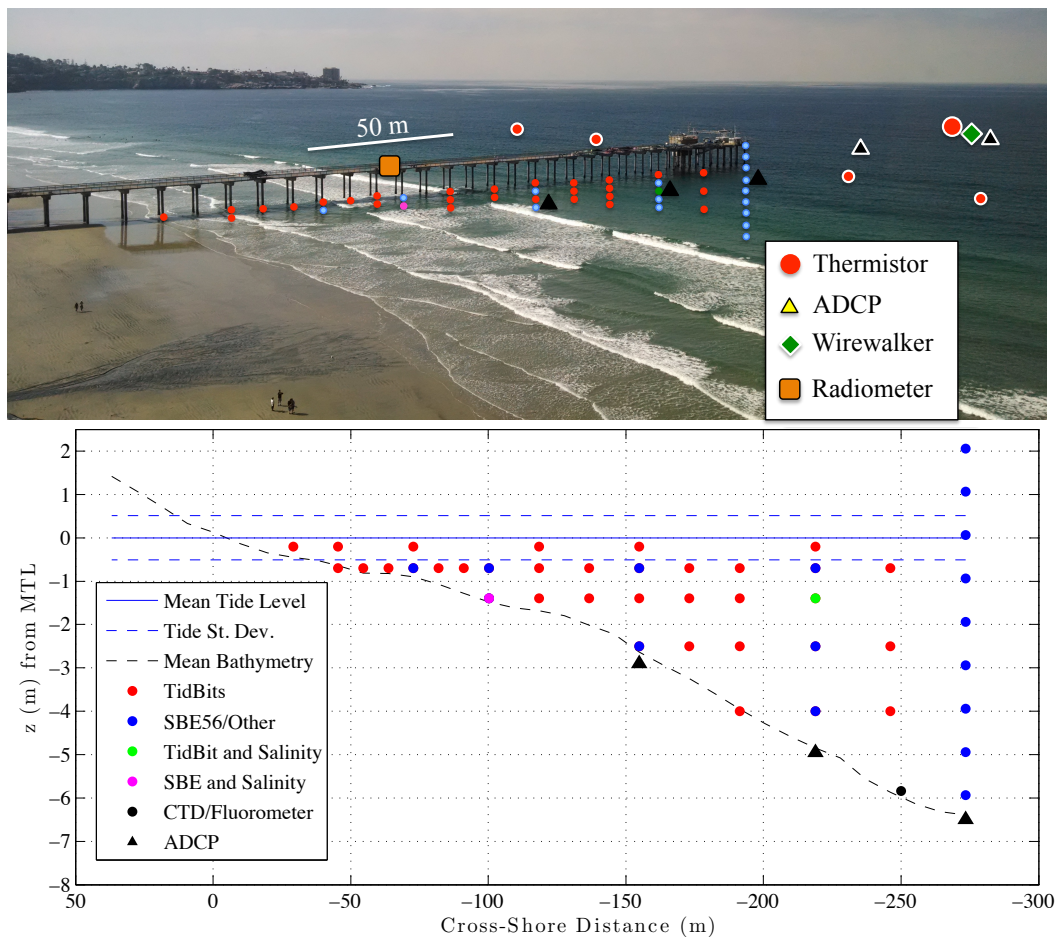 50 m
Thermistor
ADCP
Wirewalker
Radiometer
2
1
0
−1
−2
−3
−4
−5
−6
−7
−8
z (m) from MTL
Mean Tide Level
Tide St. Dev.
Mean Bathymetry
TidBits
SBE56/Other
TidBit and Salinity
SBE and Salinity
CTD/Fluorometer
ADCP
50 0 −50 −100 −150 −200 −250 −300
Cross-Shore Distance (m)